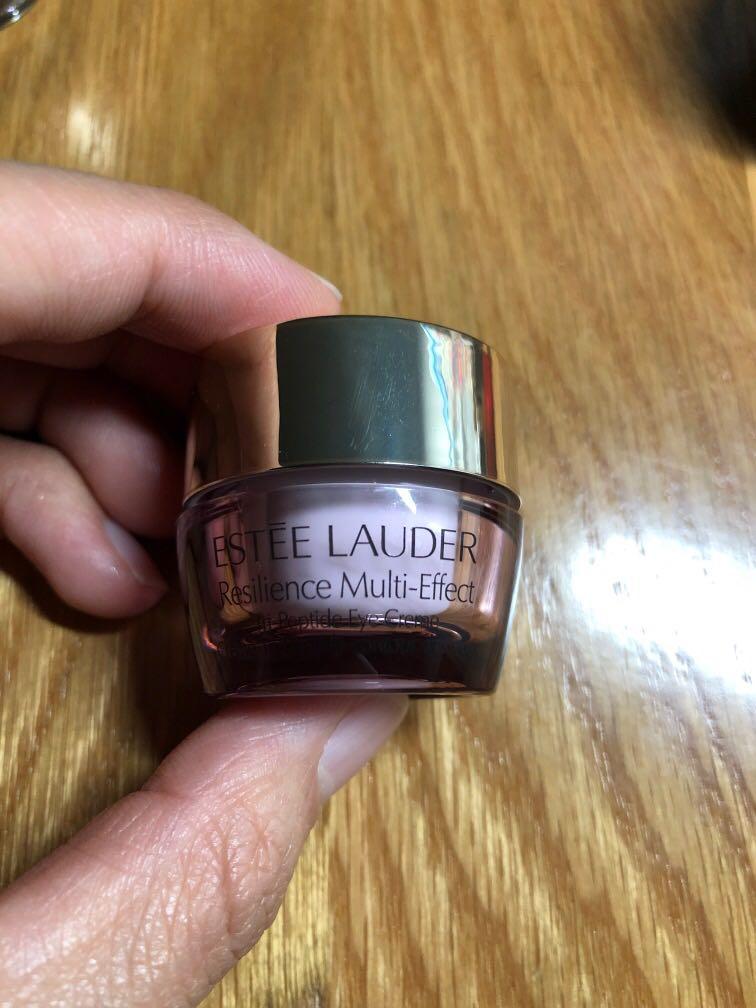 ESTĒE LAUDER
Resilience Multi-Effect
Peptide Eye Creme